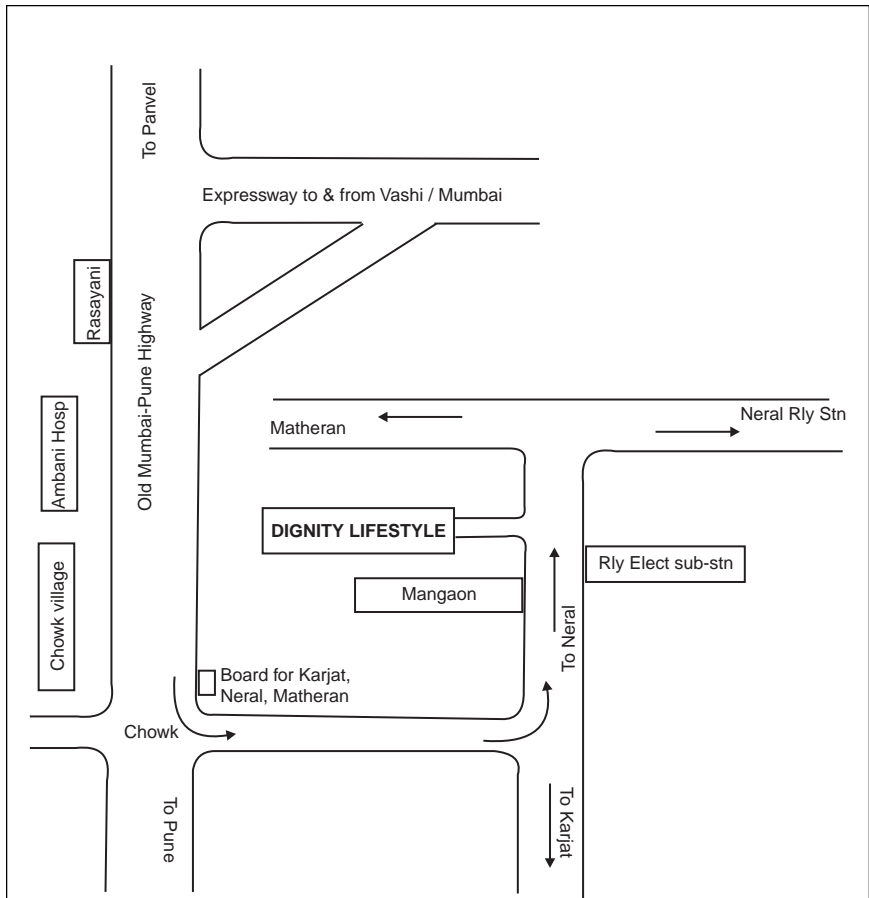 To Panvel
Expressway to & from Vashi / Mumbai
Rasayani
Old Mumbai-Pune Highway
Ambani Hosp
Matheran
Neral Rly Stn
DIGNITY LIFESTYLE
Rly Elect sub-stn
Mangaon
Chowk village
To Neral
Board for Karjat,
Neral, Matheran
Chowk
To Pune
To Karjat